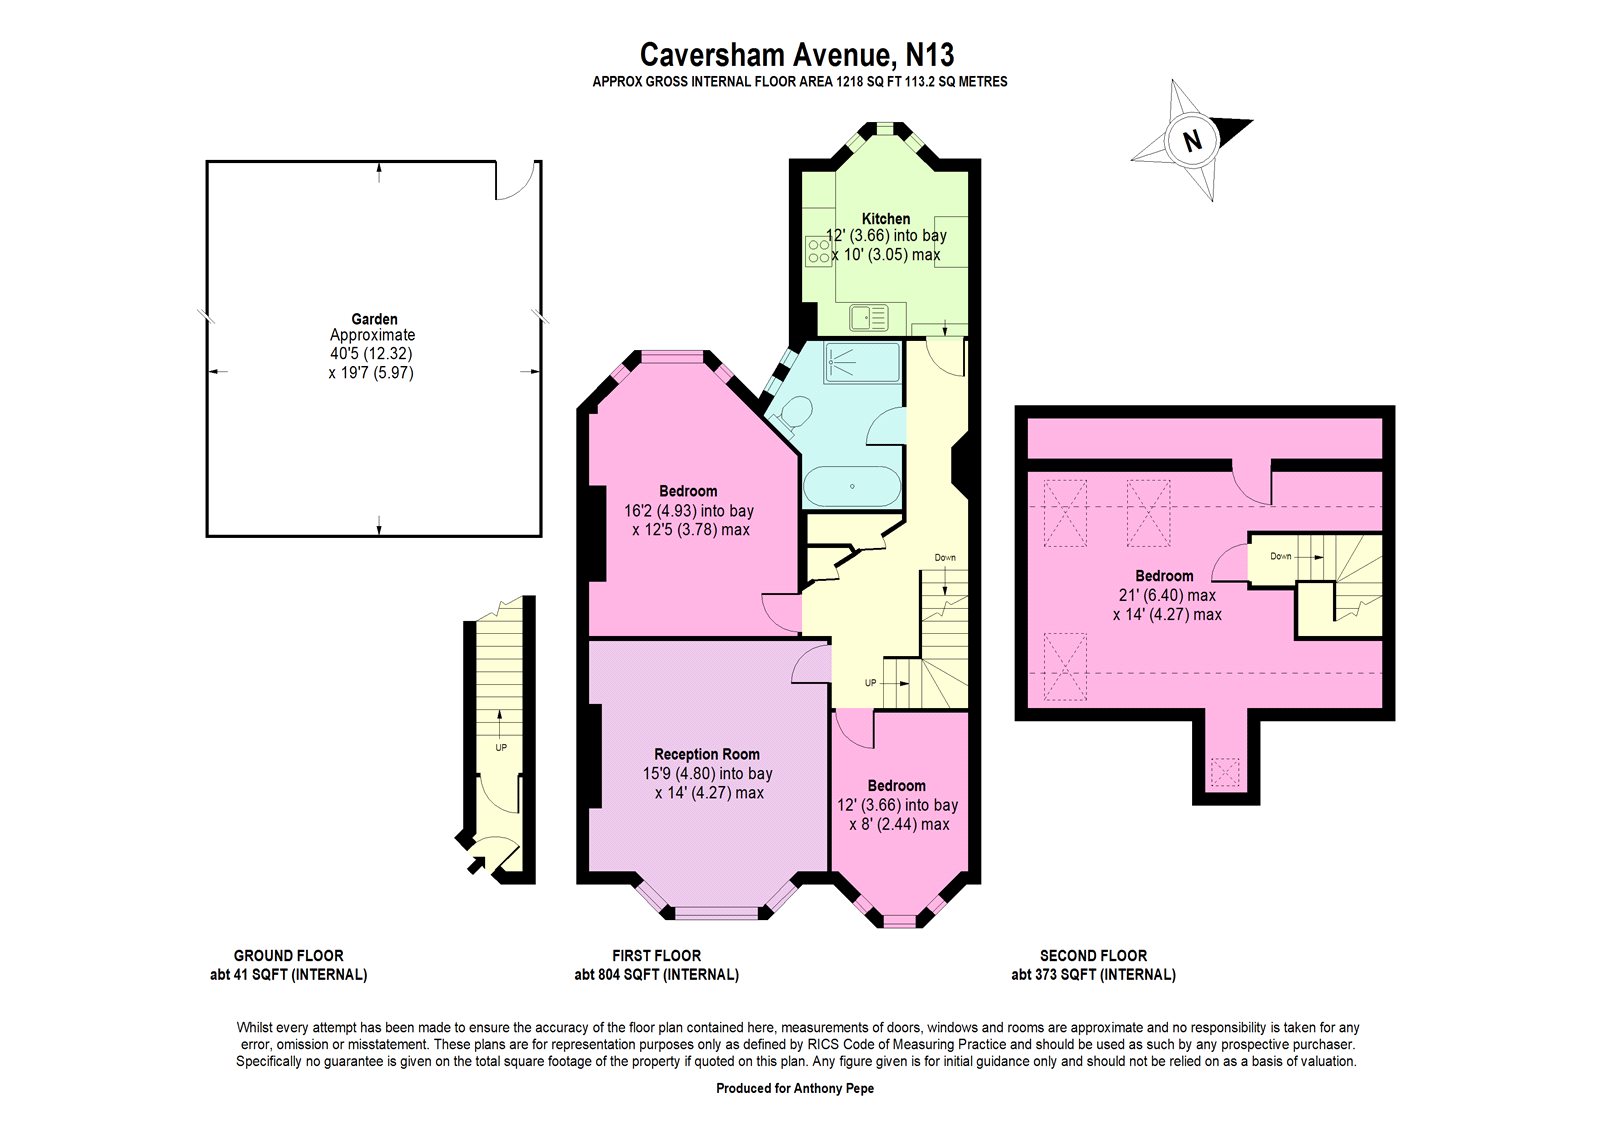 Caversham Avenue, N13
APPROX GROSS INTERNAL FLOOR AREA 1218 SQ FT 113.2 SQ METRES
N
Kitchen
12' (3.66) into bay
x 10' (3.05) max
Garden
Approximate
40'5 (12.32)
x 19'7 (5.97)
Bedroom
16'2 (4.93) into bay
x 12'5 (3.78) max
Down
UP
Reception Room
15'9 (4.80) into bay
x 14' (4.27) max
Bedroom
12' (3.66) into bay
x 8' (2.44) max
UP
Down
Bedroom
21' (6.40) max
x 14' (4.27) max
GROUND FLOOR
abt 41 SQFT (INTERNAL)
FIRST FLOOR
abt 804 SQFT (INTERNAL)
SECOND FLOOR
abt 373 SQFT (INTERNAL)
Whilst every attempt has been made to ensure the accuracy of the floor plan contained here, measurements of doors, windows and rooms are approximate and no responsibility is taken for any
error, omission or misstatement. These plans are for representation purposes only as defined by RICS Code of Measuring Practice and should be used as such by any prospective purchaser.
Specifically no guarantee is given on the total square footage of the property if quoted on this plan. Any figure given is for initial guidance only and should not be relied on as a basis of valuation.
Produced for Anthony Pepe